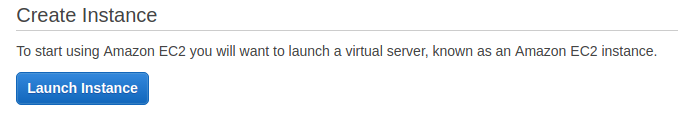 Create Instance
To start using Amazon EC2 you will want to launch a virtual server, known as an Amazon EC2 instance.
Launch Instance